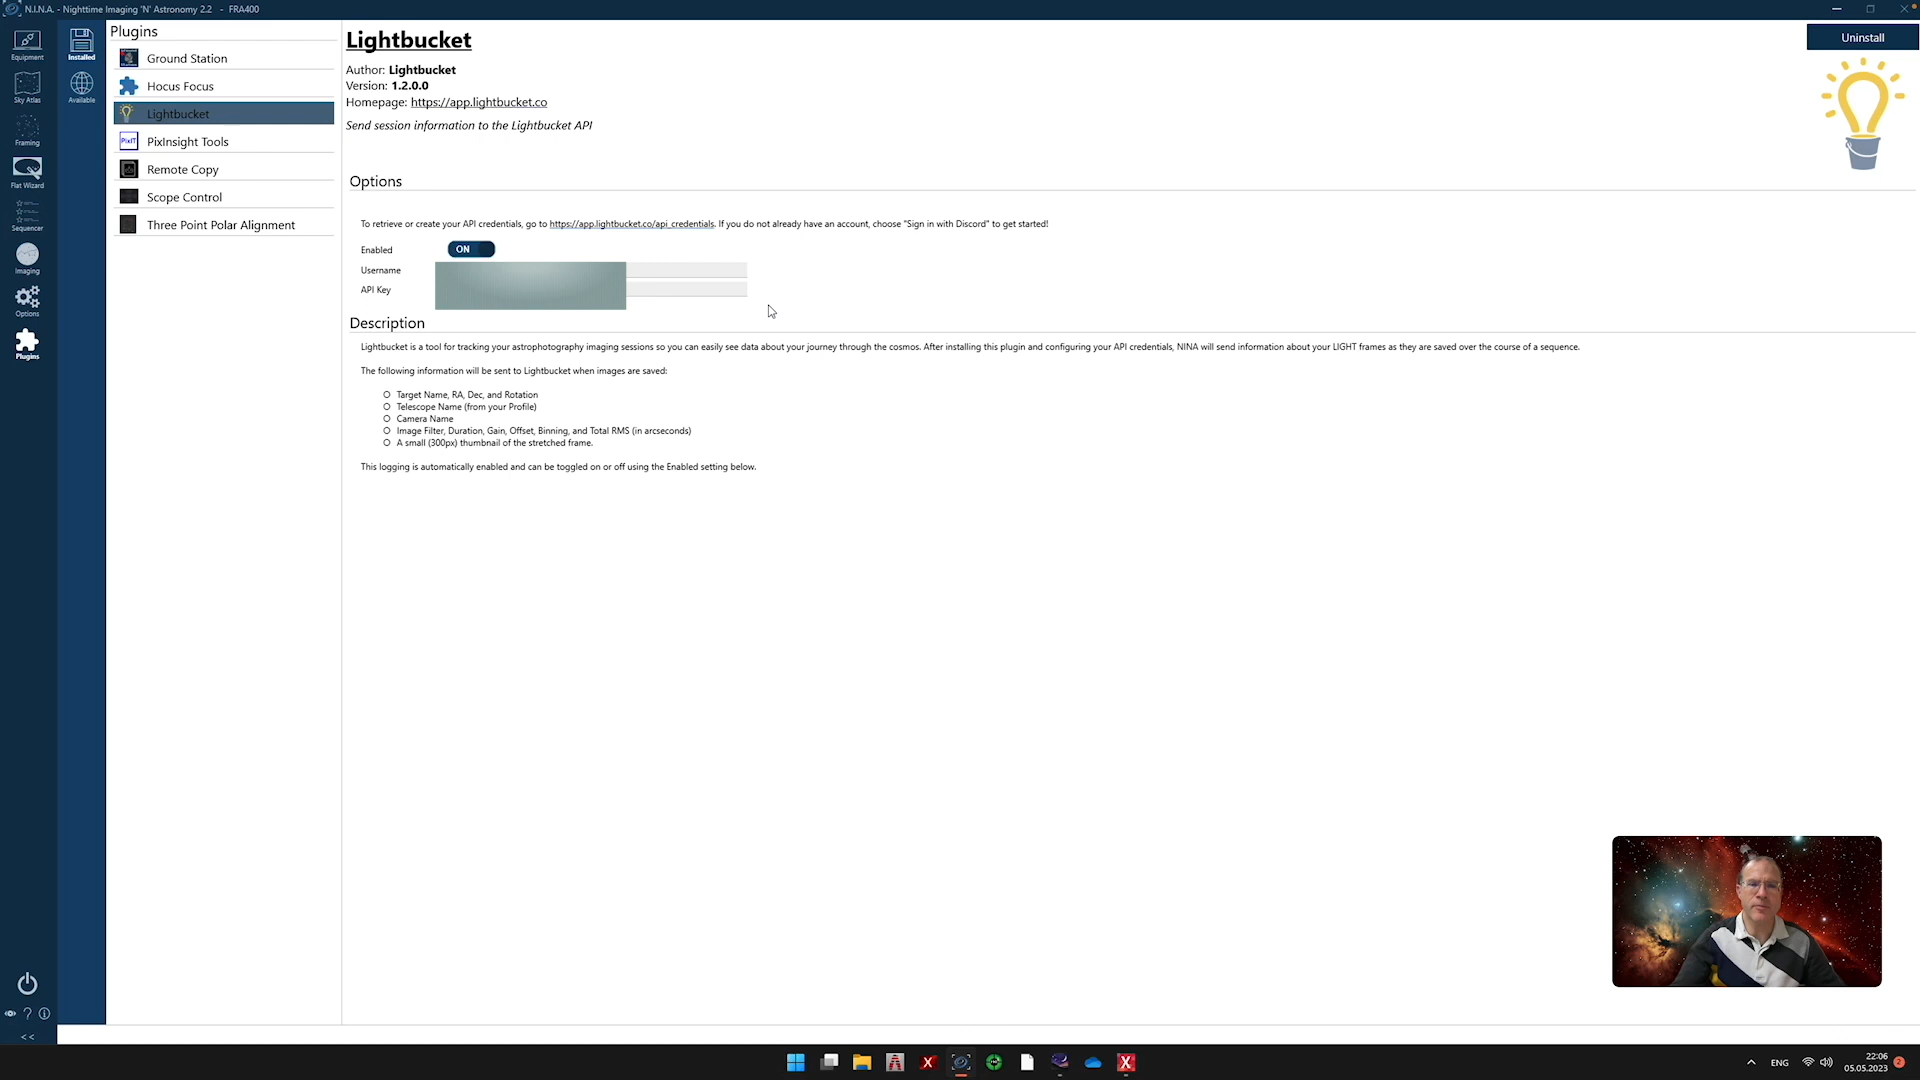 N.I.N.A. - Nighttime Imaging 'N' Astronomy 2.2 - FRA400
Equipment
Sky Atlas
Framing
Flat Wizard
Sequencer
Imaging
Options
Plugins
<<
Installed
Available
Plugins
Ground Station
Hocus Focus
Lightbucket
PixInsight Tools
Remote Copy
Scope Control
Three Point Polar Alignment
Lightbucket
Uninstall
Author: Lightbucket
Version: 1.2.0.0
Homepage: https://app.lightbucket.co
Send session information to the Lightbucket API
Options
To retrieve or create your API credentials, go to https://app.lightbucket.co/api_credentials. If you do not already have an account, choose "Sign in with Discord" to get started!
Enabled ON
Username
API Key
Description
Lightbucket is a tool for tracking your astrophotography imaging sessions so you can easily see data about your journey through the cosmos. After installing this plugin and configuring your API credentials, NINA will send information about your LIGHT frames as they are saved over the course of a sequence.
The following information will be sent to Lightbucket when images are saved:
Target Name, RA, Dec, and Rotation
Telescope Name (from your Profile)
Camera Name
Image Filter, Duration, Gain, Offset, Binning, and Total RMS (in arcseconds)
A small (300px) thumbnail of the stretched frame.
This logging is automatically enabled and can be toggled on or off using the Enabled setting below.
ENG
22:06
05.05.2023
2